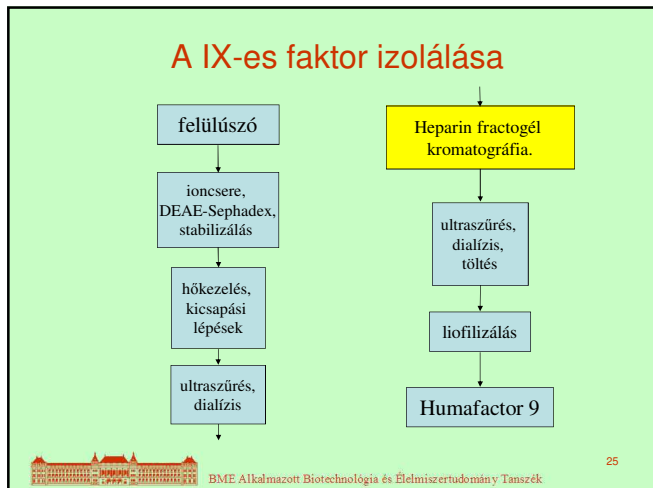 A IX-es faktor izolálása
felülúszó
ioncsere,
DEAE-Sephadex,
stabilizálás
hőkezelés,
kicsapási
lépések
ultraszűrés,
dialízis
Heparin fractogél
kromatográfia.
ultraszűrés,
dialízis,
töltés
liofilizálás
Humafactor 9
25
BME Alkalmazott Biotechnológia és Élelmiszertudomány Tanszék